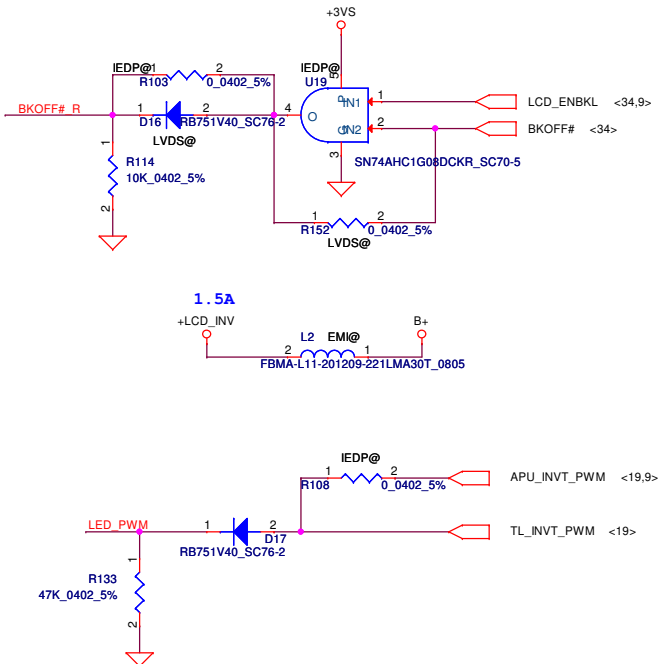 +3VS
IEDP@ 1 2
R103 0_0402_5%
IEDP@ 5
U19
BKOFF#_R 1 2 4 O P IN1 1 LCD_ENBKL <34,9>
D16 RB751V40_SC76-2 G IN2 2 BKOFF# <34>
LVDS@
3 SN74AHC1G08DCKR_SC70-5
1
R114
10K_0402_5%
2
1 2
R152 0_0402_5%
LVDS@
1.5A
+LCD_INV B+
L2 EMI@
2 1
FBMA-L11-201209-221LMA30T_0805
IEDP@
1 2 APU_INVT_PWM <19,9>
R108 0_0402_5%
LED_PWM 1 2 TL_INVT_PWM <19>
D17
RB751V40_SC76-2
1
R133
47K_0402_5%
2